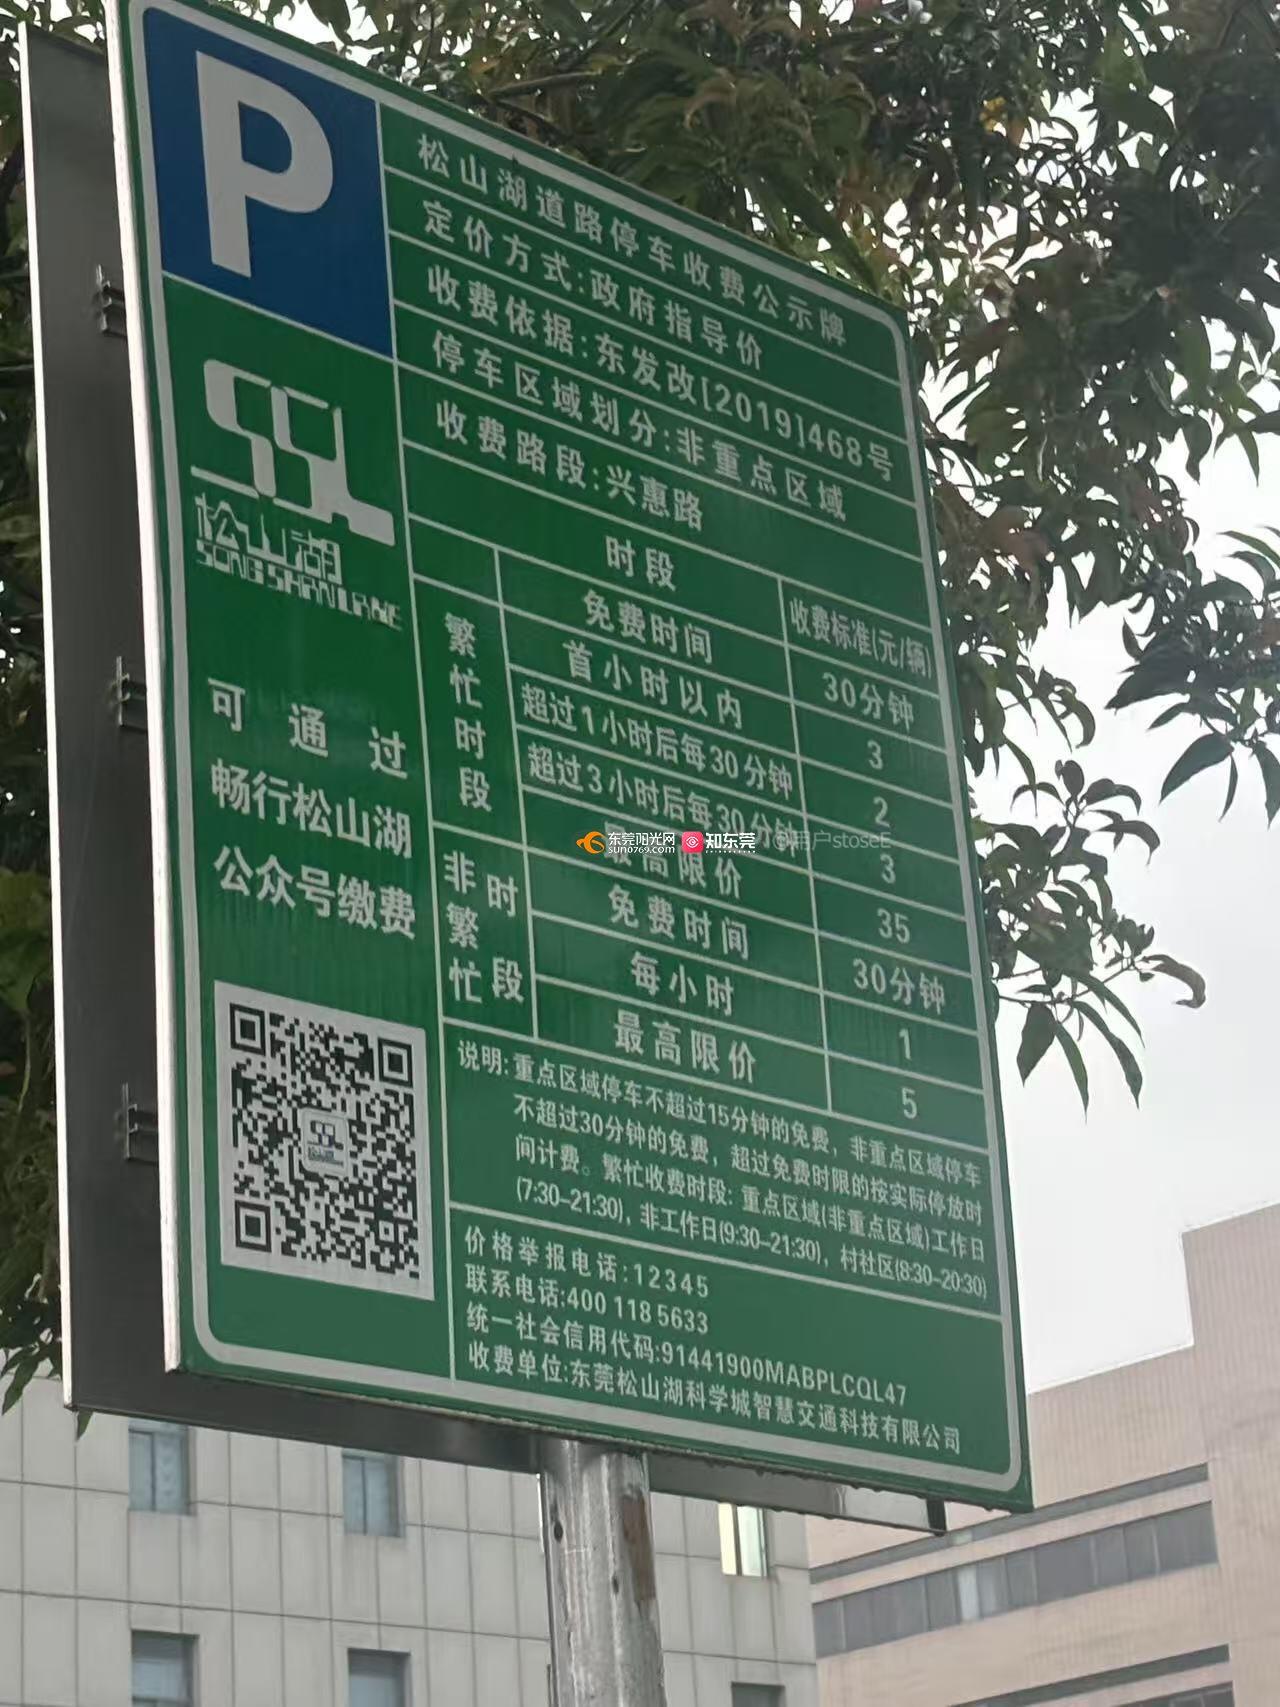 P
松山湖道路停车收费公示牌
定价方式:政府指导价
收费依据:东发改[2019]468号
停车区域划分:非重点区域
收费路段:兴惠路
松山湖
SONG SHAN LAKE
可通过
畅行松山湖
公众号缴费
时段 收费标准(元/辆)
繁忙时段
免费时间 30分钟
首小时以内 3
超过1小时后每30分钟 2
超过3小时后每30分钟 3
最高限价 35
非繁忙时段
免费时间 30分钟
每小时 1
最高限价 5
说明:重点区域停车不超过15分钟的免费，非重点区域停车
不超过30分钟的免费，超过免费时限的按实际停放时
间计费。繁忙收费时段:重点区域(非重点区域)工作日
(7:30–21:30)，非工作日(9:30–21:30)，村社区(8:30–20:30)
价格举报电话:12345
联系电话:400 118 5633
统一社会信用代码:91441900MABPLCQL47
收费单位:东莞松山湖科学城智慧交通科技有限公司
东莞阳光网 知东莞 @用户stoseE
sun0769.com